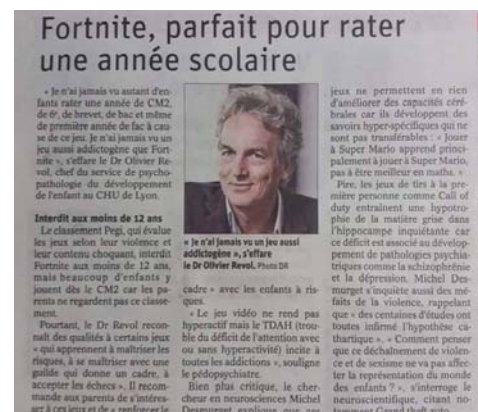 Fortnite, parfait pour rater
une année scolaire
« Je n'ai jamais vu autant d'en-
fants rater une année de CM2,
de 6e, de brevet, de bac et même
de première année de fac à cau-
se de ce jeu. Je n'ai jamais vu un
jeu aussi addictogène que Fort-
nite », s'effare le Dr Olivier Re-
vol, chef du service de psycho-
pathologie du développement
de l'enfant au CHU de Lyon.
Interdit aux moins de 12 ans
Le classement Pegi, qui évalue
les jeux selon leur violence et
leur contenu choquant, interdit
Fortnite aux moins de 12 ans,
mais beaucoup d'enfants y
jouent dès le CM2 car les pa-
rents ne regardent pas ce classe-
ment.
Pourtant, le Dr Revol recon-
naît des qualités à certains jeux
« qui apprennent à maîtriser les
risques, à se maîtriser avec une
guilde qui donne un cadre, à
accepter les échecs ». Il recom-
mande aux parents de s'intéres-
ser à ces jeux et de « renforcer le
« Je n'ai jamais vu un jeu aussi
addictogène », s'effare
le Dr Olivier Revol. Photo DR
cadre » avec les enfants à ris-
ques.
« Le jeu vidéo ne rend pas
hyperactif mais le TDAH (trou-
ble du déficit de l'attention avec
ou sans hyperactivité) incite à
toutes les addictions », souligne
le pédopsychiatre.
Bien plus critique, le cher-
cheur en neurosciences Michel
Desmurget explique que ces
jeux ne permettent en rien
d'améliorer des capacités céré-
brales car ils développent des
savoirs hyper-spécifiques qui ne
sont pas transférables : « Jouer
à Super Mario apprend princi-
palement à jouer à Super Mario,
pas à être meilleur en maths. »
Pire, les jeux de tirs à la pre-
mière personne comme Call of
duty entraînent une hypotro-
phie de la matière grise dans
l'hippocampe inquiétante car
ce déficit est associé au dévelop-
pement de pathologies psychia-
triques comme la schizophrénie
et la dépression. Michel Des-
murget s'inquiète aussi des mé-
faits de la violence, rappelant
que « des centaines d'études ont
toutes infirmé l'hypothèse ca-
thartique ». « Comment penser
que ce déchaînement de violen-
ce et de sexisme ne va pas affec-
ter la représentation du monde
des enfants ? », s'interroge le
neuroscientifique, citant no-
tamment Grand theft auto